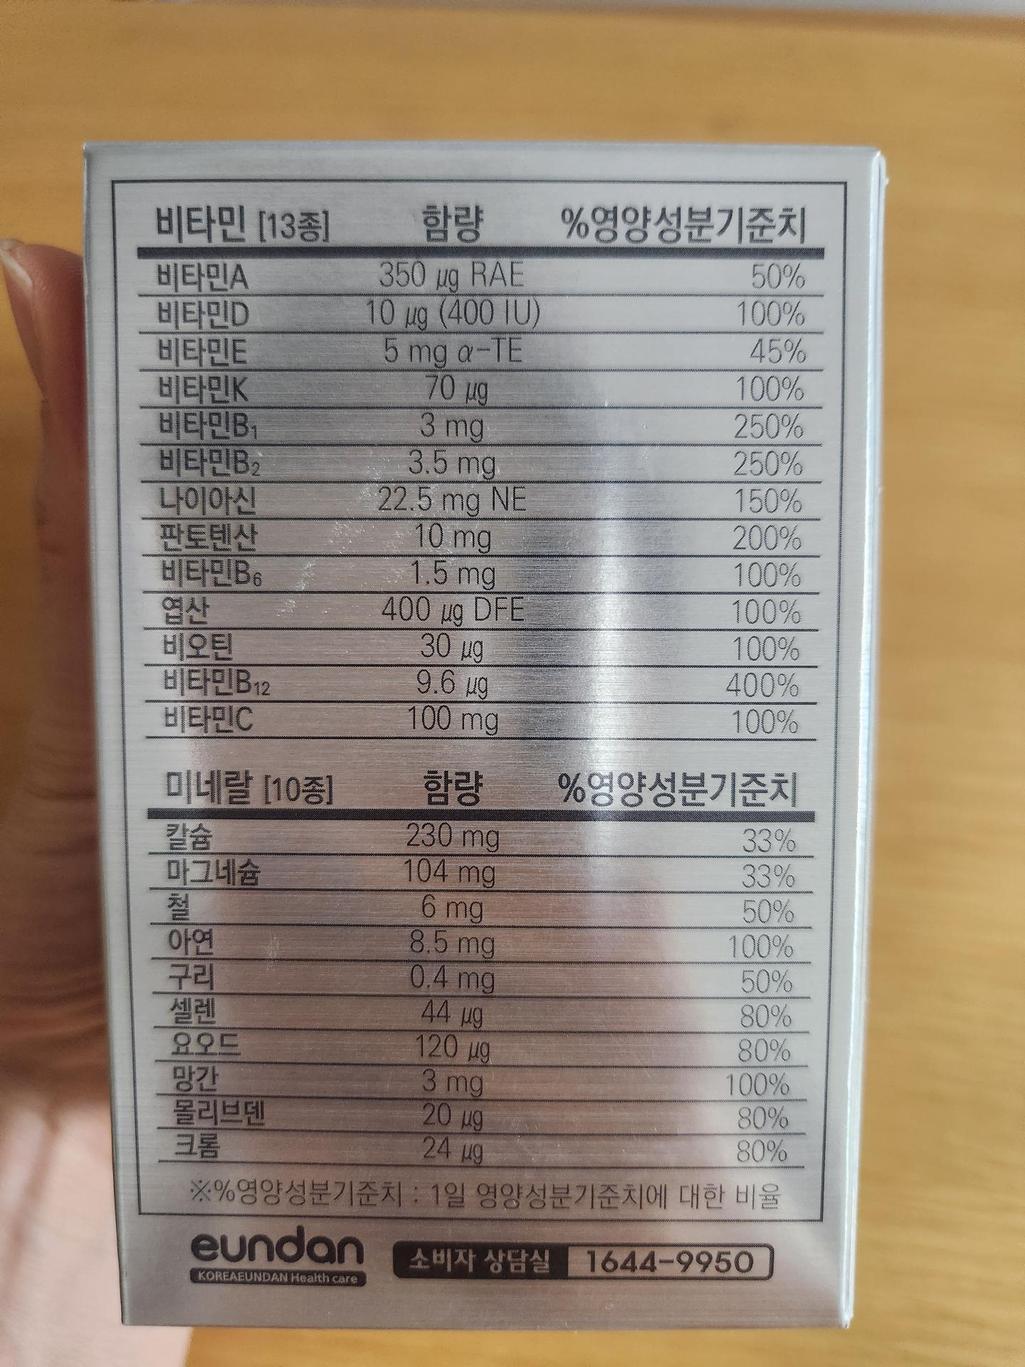 비타민 [13종] 함량 %영양성분기준치
비타민A 350 µg RAE 50%
비타민D 10 µg (400 IU) 100%
비타민E 5 mg α-TE 45%
비타민K 70 µg 100%
비타민B₁ 3 mg 250%
비타민B₂ 3.5 mg 250%
나이아신 22.5 mg NE 150%
판토텐산 10 mg 200%
비타민B₆ 1.5 mg 100%
엽산 400 µg DFE 100%
비오틴 30 µg 100%
비타민B₁₂ 9.6 µg 400%
비타민C 100 mg 100%
미네랄 [10종] 함량 %영양성분기준치
칼슘 230 mg 33%
마그네슘 104 mg 33%
철 6 mg 50%
아연 8.5 mg 100%
구리 0.4 mg 50%
셀렌 44 µg 80%
요오드 120 µg 80%
망간 3 mg 100%
몰리브덴 20 µg 80%
크롬 24 µg 80%
※%영양성분기준치 : 1일 영양성분기준치에 대한 비율
eundan 소비자 상담실 1644-9950
KOREAEUNDAN Health care